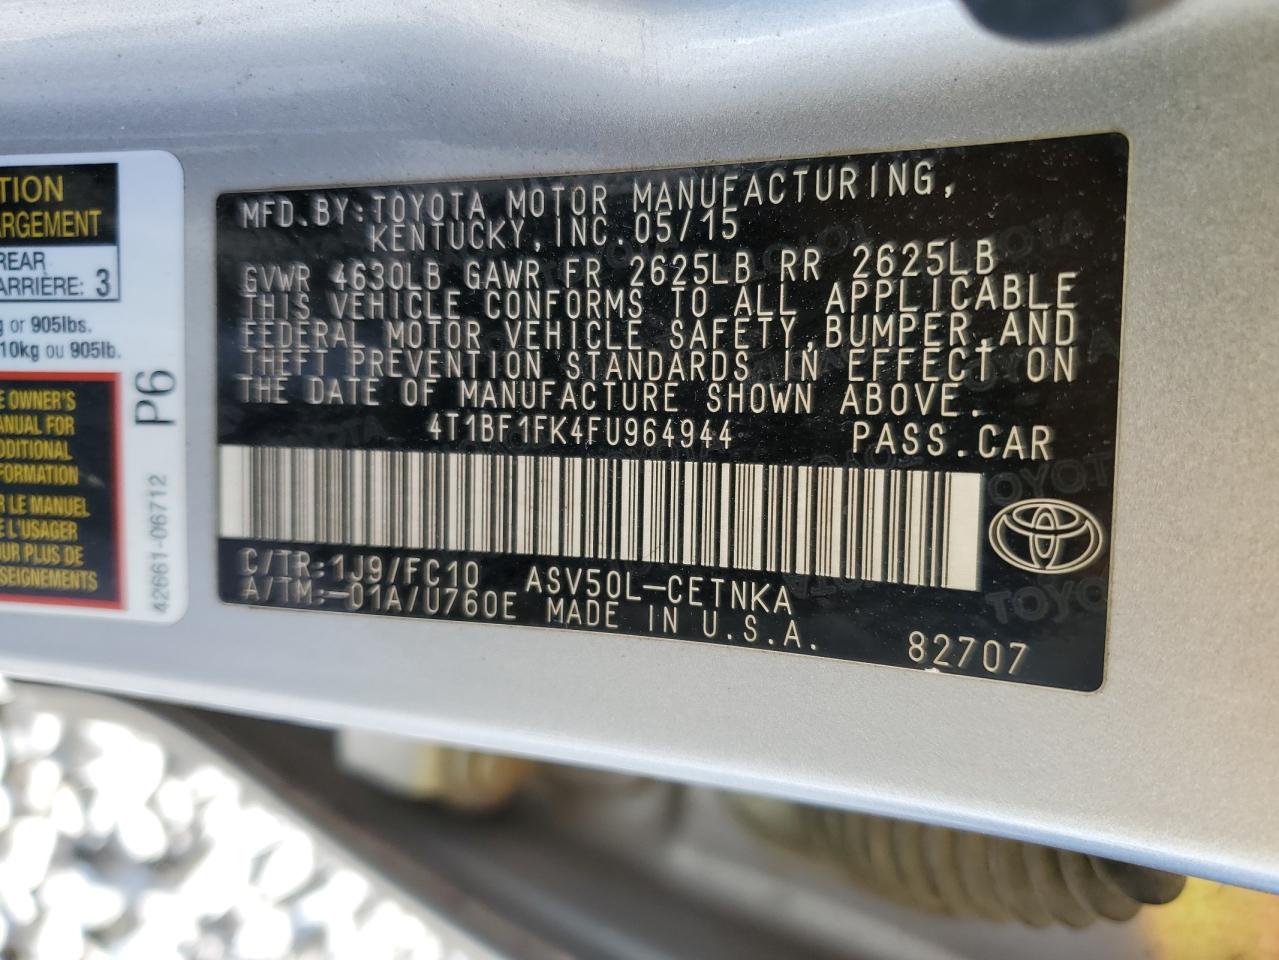 TION
ARGEMENT
REAR
ARRIÈRE: 3
g or 905lbs.
10kg ou 905lb.
E OWNER'S
ANUAL FOR
DDITIONAL
FORMATION
R LE MANUEL
E L'USAGER
OUR PLUS DE
SEIGNEMENTS
P6
42661-06712
MFD.BY:TOYOTA MOTOR MANUFACTURING,
KENTUCKY,INC.05/15
GVWR 4630LB GAWR FR 2625LB RR 2625LB
THIS VEHICLE CONFORMS TO ALL APPLICABLE
FEDERAL MOTOR VEHICLE SAFETY,BUMPER,AND
THEFT PREVENTION STANDARDS IN EFFECT ON
THE DATE OF MANUFACTURE SHOWN ABOVE.
4T1BF1FK4FU964944 PASS.CAR
C/TR:1J9/FC10 ASV50L-CETNKA
A/TM:-01A/U760E MADE IN U.S.A.
82707